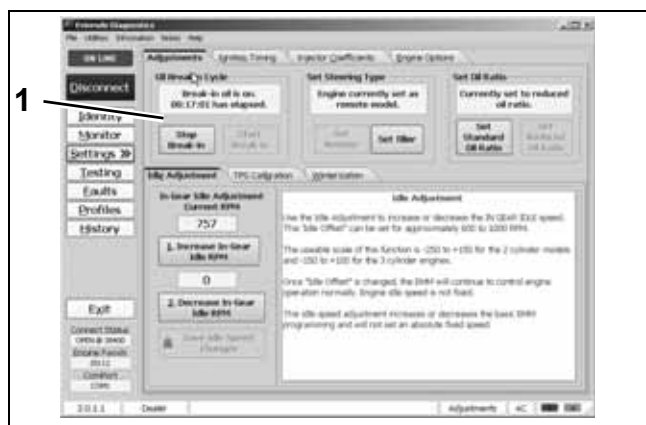 Evinrude Diagnostics
File Utilities Information Notes Help
ON LINE
Adjustments Ignition Timing Injector Coefficients Engine Options
Disconnect
Identity
Monitor
Settings
Testing
Faults
Profiles
History
Exit
1
Oil Break-in Cycle
Break-in oil is on.
00:17:01 has elapsed.
Stop
Break-in
Start
Break-in
Set Steering Type
Engine currently set as
remote model.
Set
Remote
Set Tiller
Set Oil Ratio
Currently set to reduced
oil ratio.
Set
Standard
Oil Ratio
Set
Reduced
Oil Ratio
Idle Adjustment TPS Calibration Winterization
In-Gear Idle Adjustment
Current RPM
757
1. Increase In-Gear
Idle RPM
0
2. Decrease In-Gear
Idle RPM
Save Idle Speed
Changes
Idle Adjustment
Use the Idle Adjustment to increase or decrease the IN GEAR IDLE speed.
The "Idle Offset" can be set for approximately 600 to 1000 RPM.
The useable scale of this function is -250 to +100 for the 2 cylinder models
and -150 to +100 for the 3 cylinder engines.
Once "Idle Offset" is changed, the EMM will continue to control engine
operation normally. Engine idle speed is not fixed.
The idle speed adjustment increases or decreases the basic EMM
programming and will not set an absolute fixed speed.
Connect Status
OPEN @ 38400
Engine Family
ComPort
COM1
Dealer
Adjustments AC